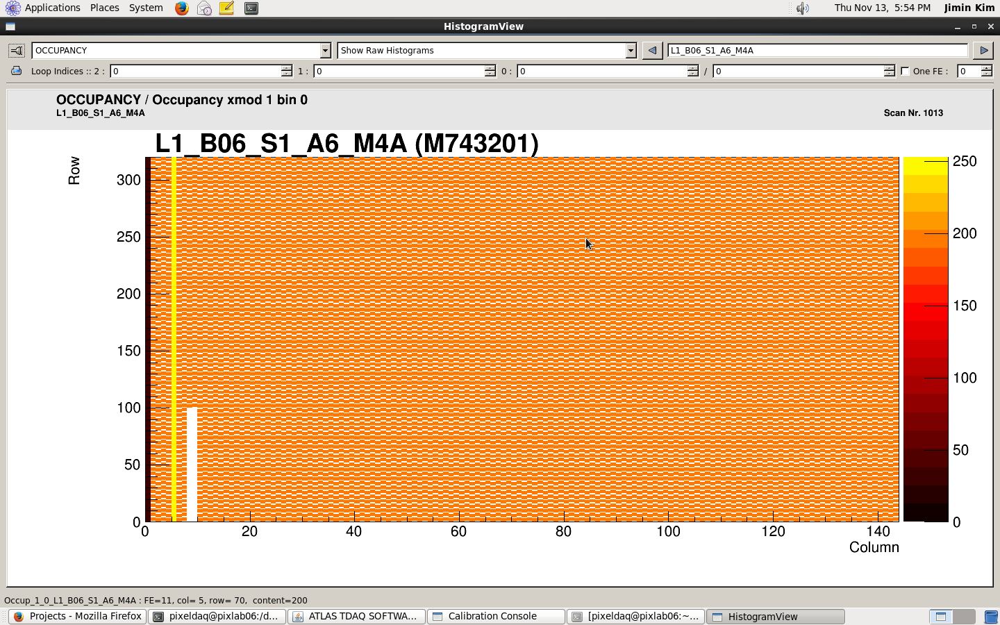 Applications Places System Thu Nov 13, 5:54 PM Jimin Kim
HistogramView
OCCUPANCY Show Raw Histograms L1_B06_S1_A6_M4A
Loop Indices :: 2 : 0 1 : 0 0 : 0 / 0 One FE : 0
OCCUPANCY / Occupancy xmod 1 bin 0
L1_B06_S1_A6_M4A Scan Nr. 1013
L1_B06_S1_A6_M4A (M743201)
Row
300
250
200
150
100
50
0
0 20 40 60 80 100 120 140
Column
250
200
150
100
50
0
Occup_1_0_L1_B06_S1_A6_M4A : FE=11, col= 5, row= 70, content=200
Projects - Mozilla Firefox pixeldaq@pixlab06:/d... ATLAS TDAQ SOFTWA... Calibration Console [pixeldaq@pixlab06:~... HistogramView